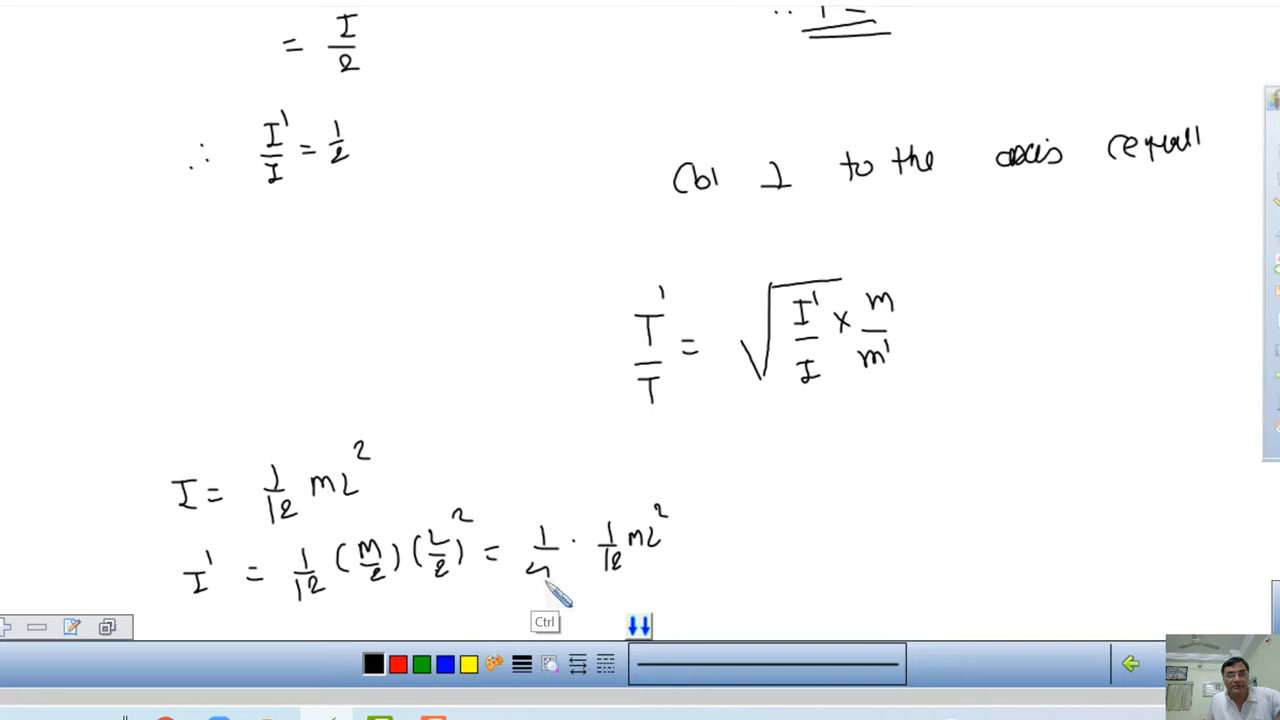 = I/2
∴ I'/I = 1/2
(b) ⊥ to the axis
T'/T = √(I'/I × m/m')
I = 1/12 mL²
I' = 1/12 (m/2) (L/2)² = 1/4 · 1/12 mL²
Ctrl